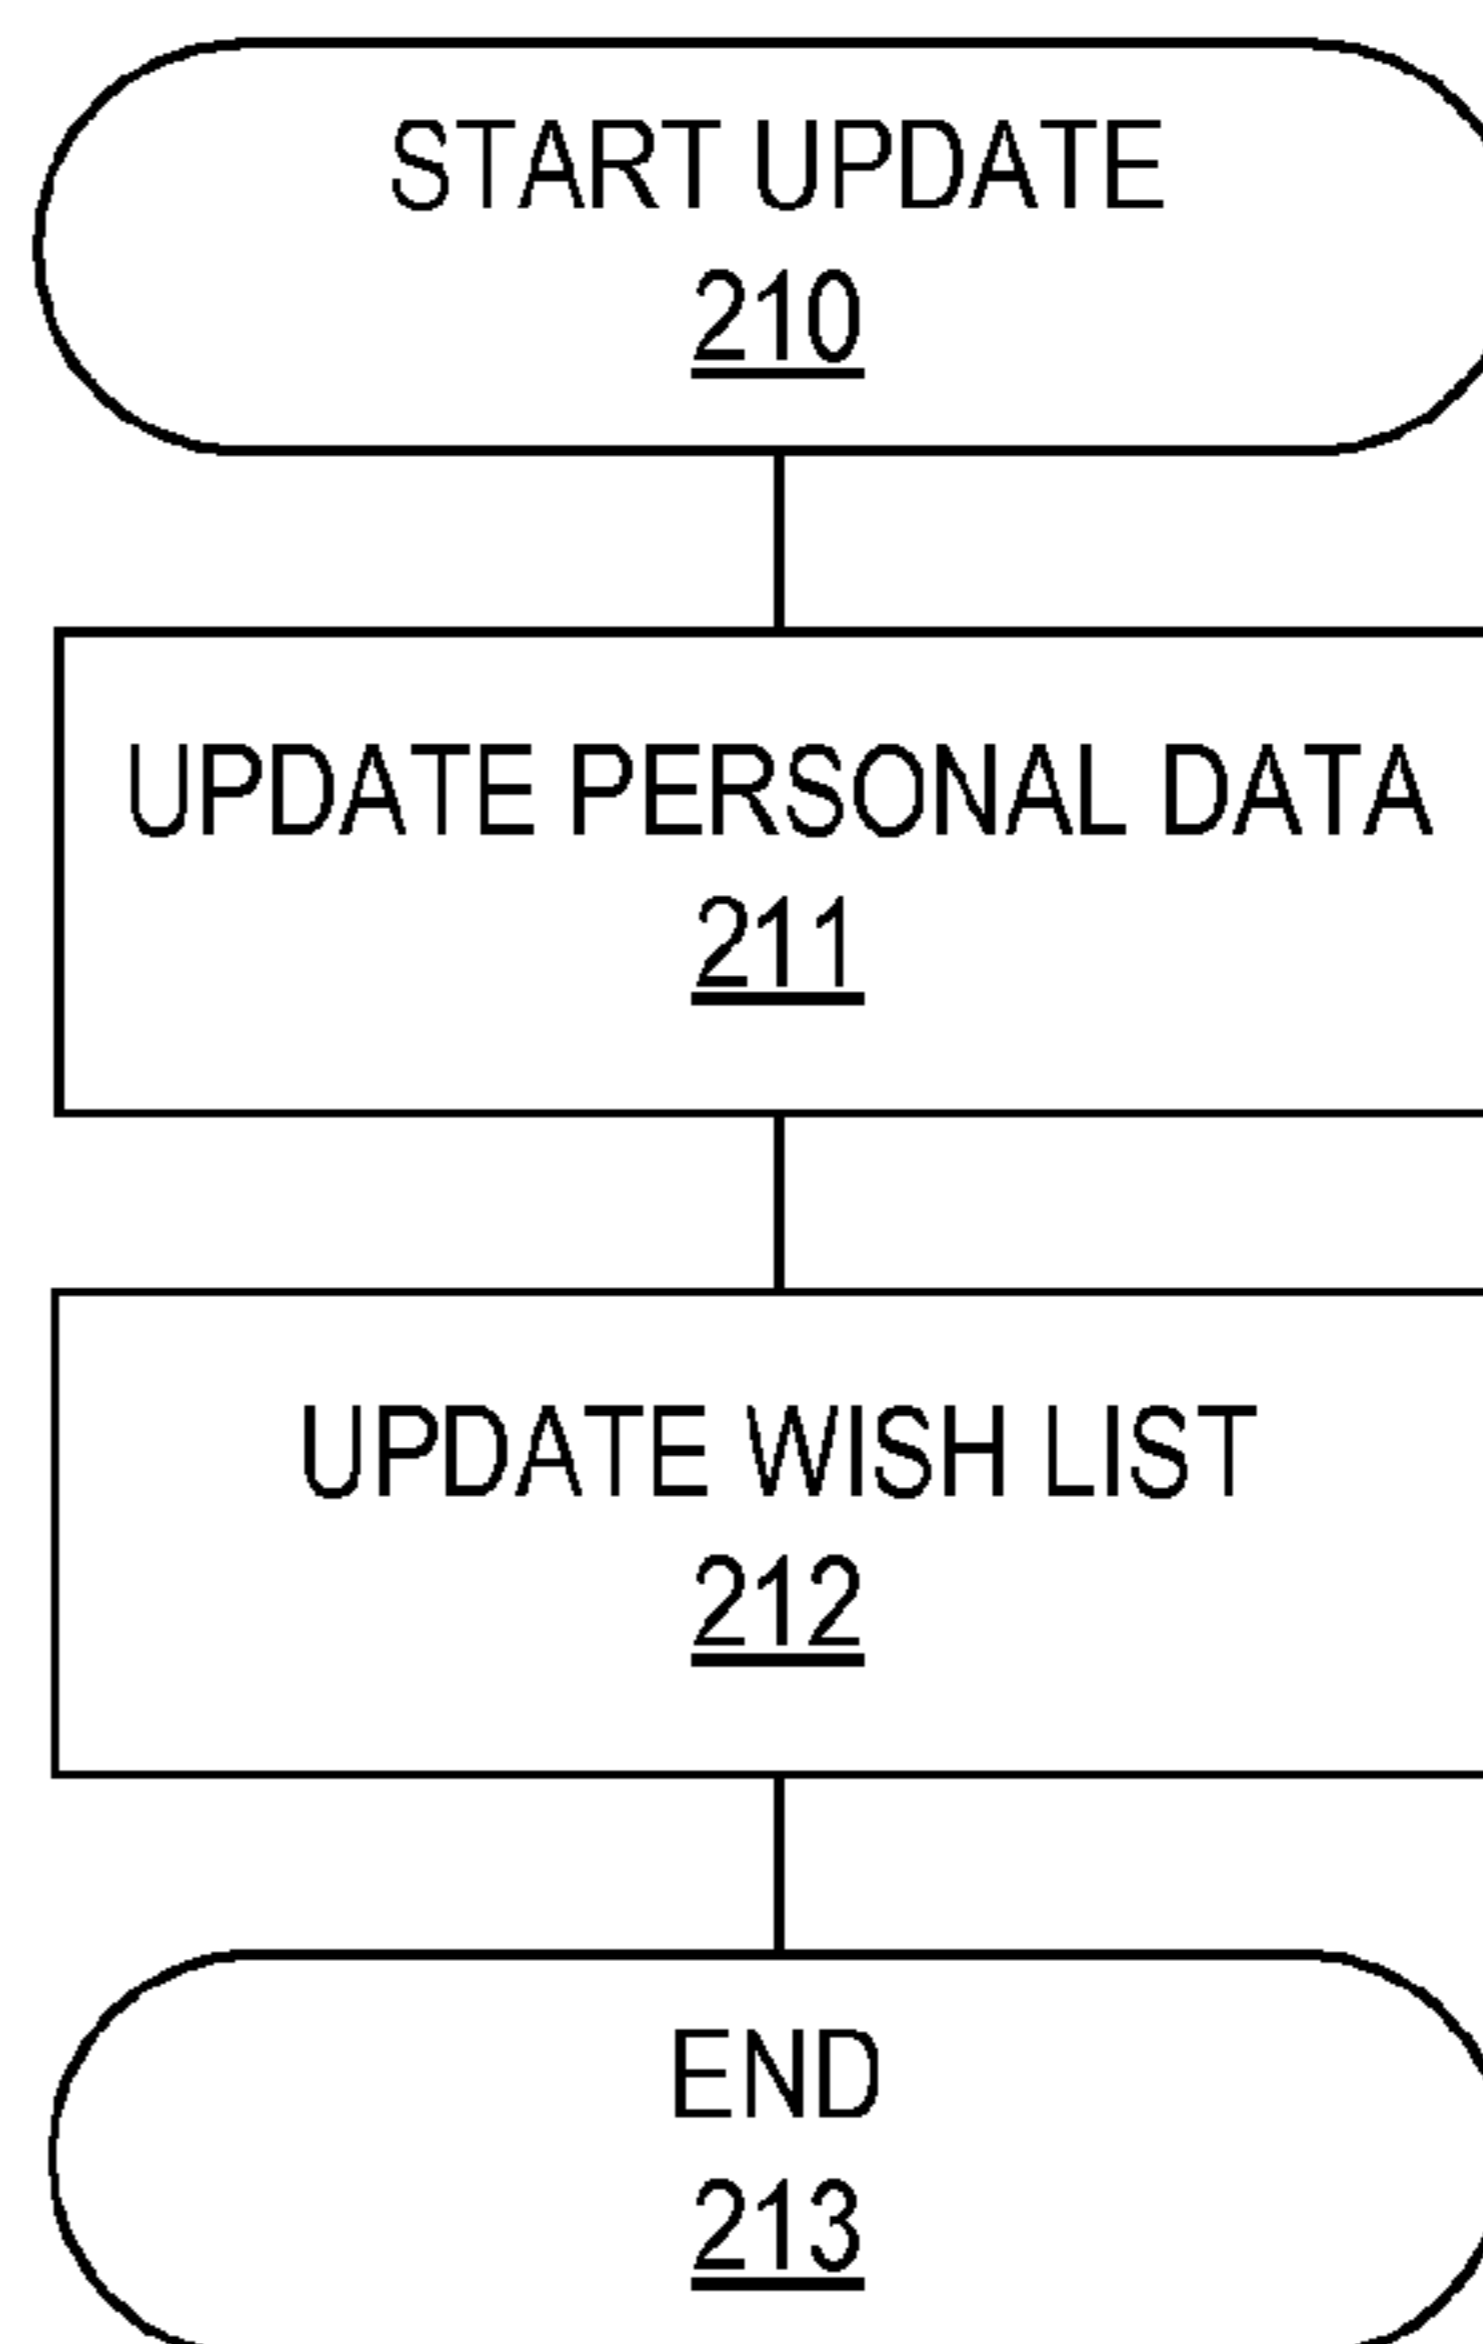 START UPDATE
210
UPDATE PERSONAL DATA
211
UPDATE WISH LIST
212
END
213